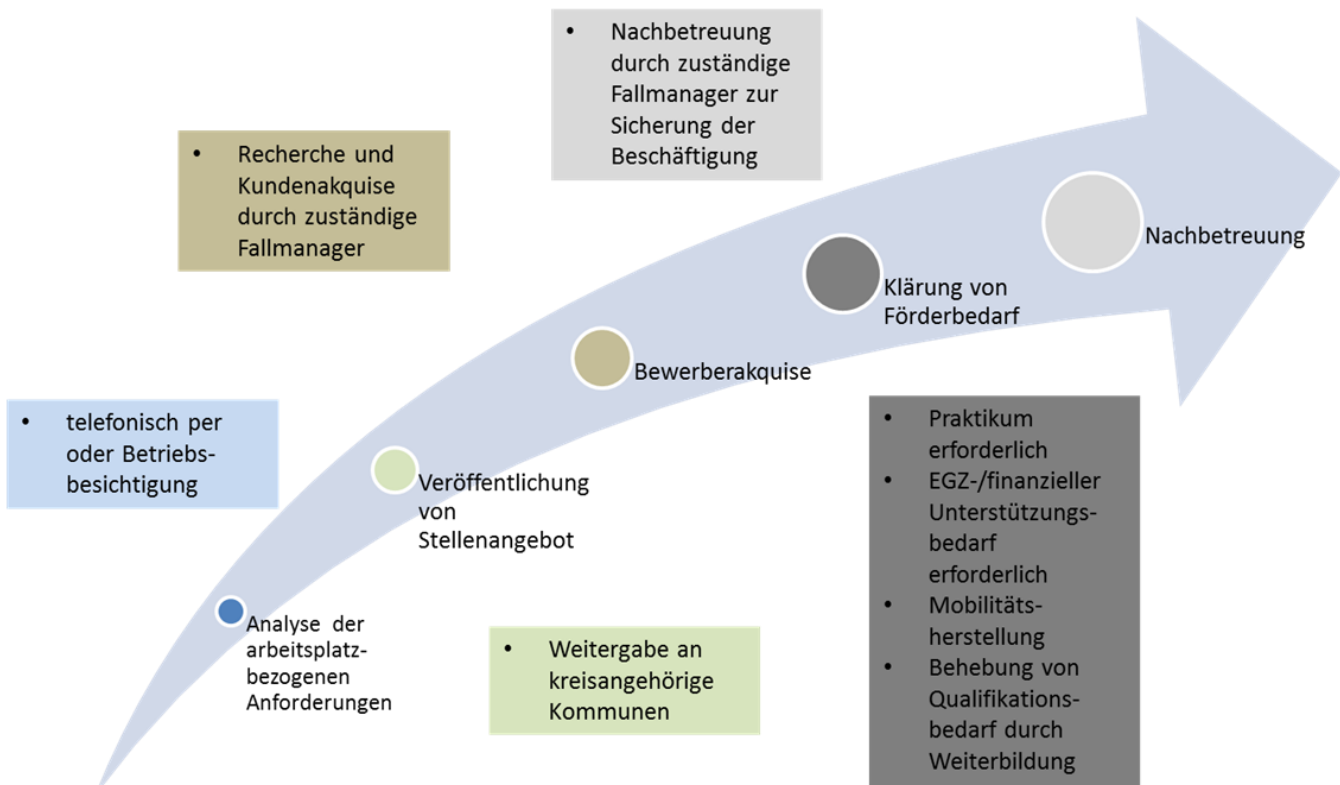 • Nachbetreuung
durch zuständige
Fallmanager zur
Sicherung der
Beschäftigung
• Recherche und
Kundenakquise
durch zuständige
Fallmanager
Nachbetreuung
Klärung von
Förderbedarf
Bewerberakquise
• telefonisch per
oder Betriebs-
besichtigung
Veröffentlichung
von
Stellenangebot
Analyse der
arbeitsplatz-
bezogenen
Anforderungen
• Weitergabe an
kreisangehörige
Kommunen
• Praktikum
erforderlich
• EGZ-/finanzieller
Unterstützungs-
bedarf
erforderlich
• Mobilitäts-
herstellung
• Behebung von
Qualifikations-
bedarf durch
Weiterbildung